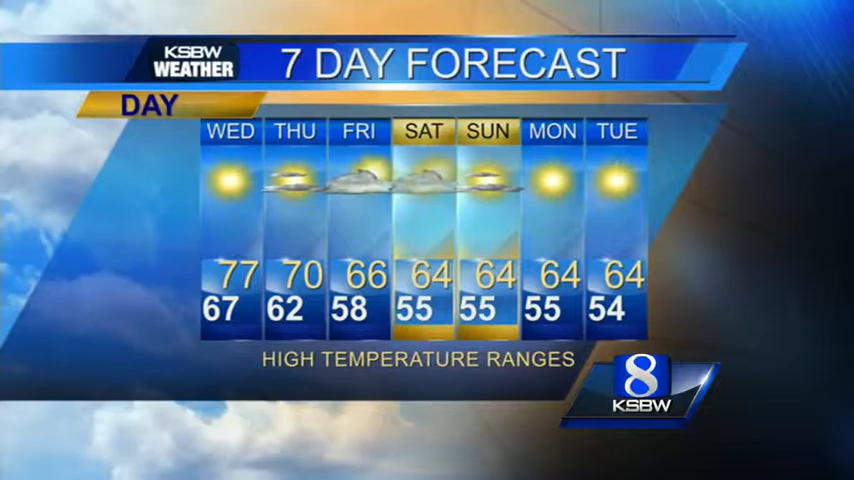 KSBW
WEATHER
7 DAY FORECAST
DAY
WED THU FRI SAT SUN MON TUE
77 70 66 64 64 64 64
67 62 58 55 55 55 54
HIGH TEMPERATURE RANGES
8
KSBW